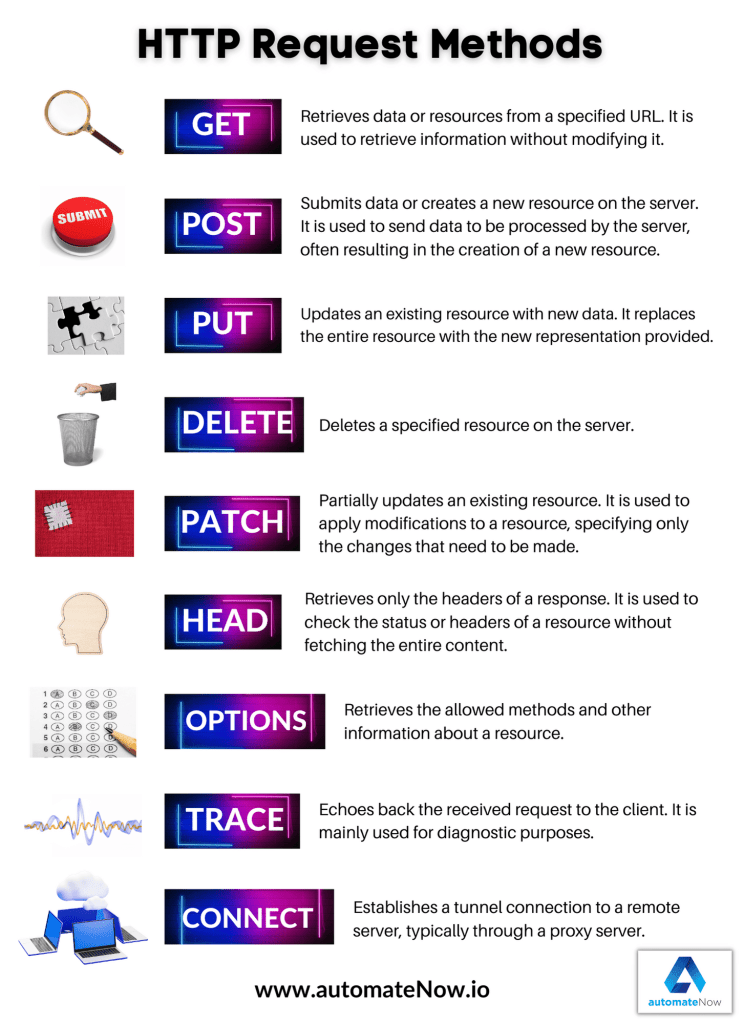 HTTP Request Methods
GET
Retrieves data or resources from a specified URL. It is
used to retrieve information without modifying it.
SUBMIT
POST
Submits data or creates a new resource on the server.
It is used to send data to be processed by the server,
often resulting in the creation of a new resource.
PUT
Updates an existing resource with new data. It replaces
the entire resource with the new representation provided.
DELETE
Deletes a specified resource on the server.
PATCH
Partially updates an existing resource. It is used to
apply modifications to a resource, specifying only
the changes that need to be made.
HEAD
Retrieves only the headers of a response. It is used to
check the status or headers of a resource without
fetching the entire content.
1 A B C D
2 A B C D
3 A B C D
4 A B C D
5 A B C D
6 A B C D
OPTIONS
Retrieves the allowed methods and other
information about a resource.
TRACE
Echoes back the received request to the client. It is
mainly used for diagnostic purposes.
CONNECT
Establishes a tunnel connection to a remote
server, typically through a proxy server.
www.automateNow.io
automateNow